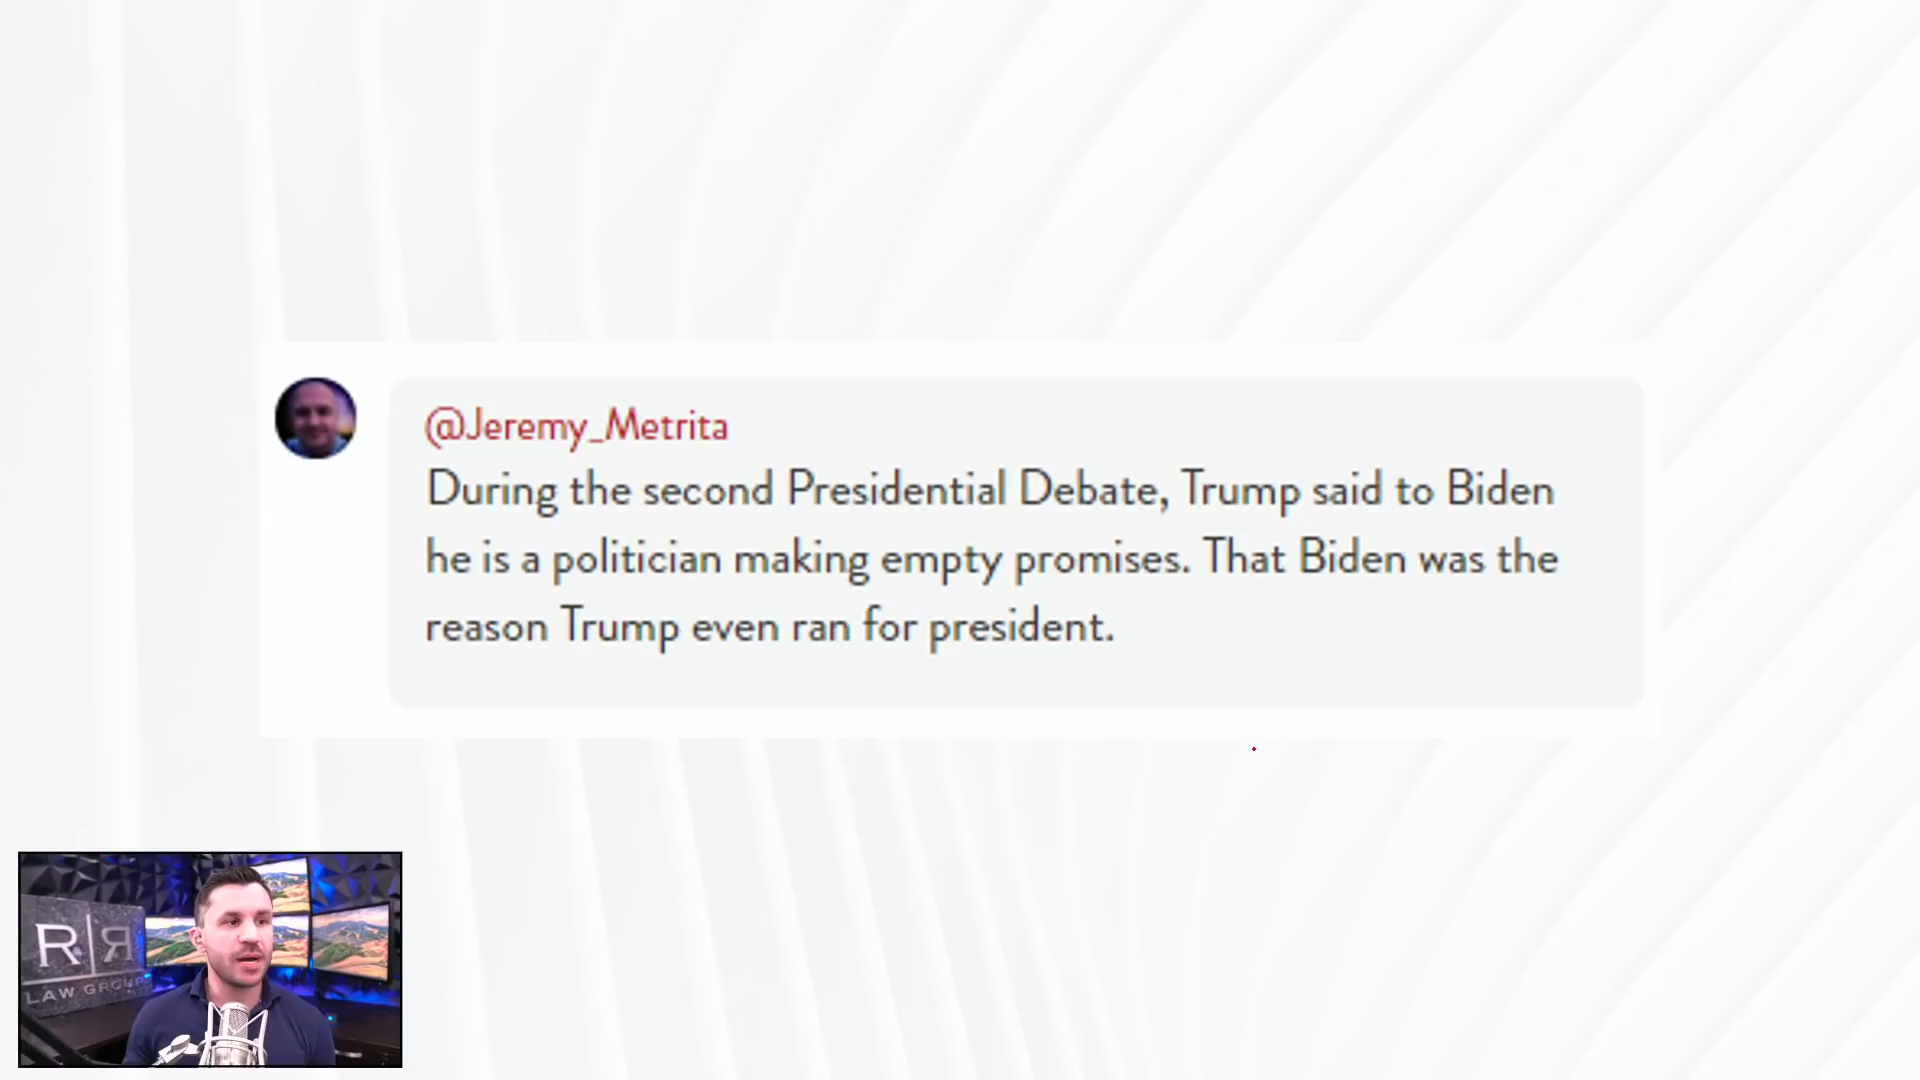 @Jeremy_Metrita
During the second Presidential Debate, Trump said to Biden
he is a politician making empty promises. That Biden was the
reason Trump even ran for president.
R|R
LAW GROUP